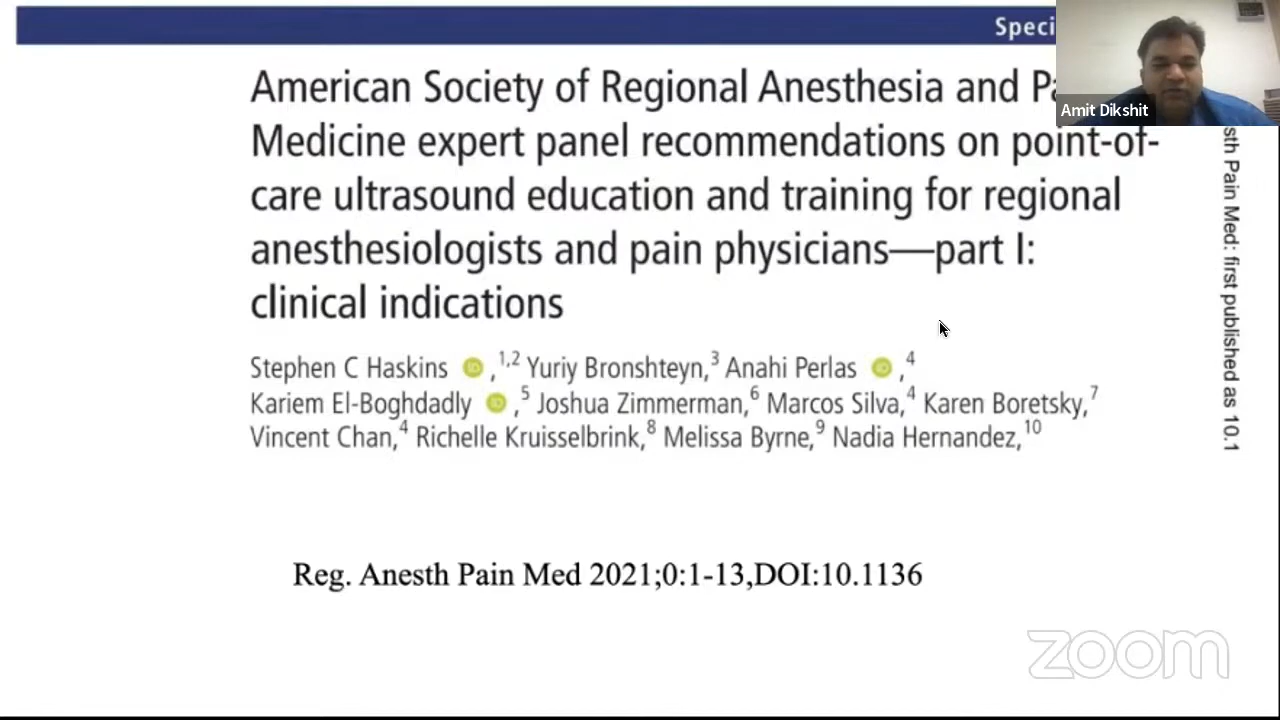 Speci
Amit Dikshit
American Society of Regional Anesthesia and Pa
Medicine expert panel recommendations on point-of-
care ultrasound education and training for regional
anesthesiologists and pain physicians—part I:
clinical indications
Stephen C Haskins iD ,1,2 Yuriy Bronshteyn,3 Anahi Perlas iD ,4
Kariem El-Boghdadly iD ,5 Joshua Zimmerman,6 Marcos Silva,4 Karen Boretsky,7
Vincent Chan,4 Richelle Kruisselbrink,8 Melissa Byrne,9 Nadia Hernandez,10
Reg. Anesth Pain Med 2021;0:1-13,DOI:10.1136
sth Pain Med: first published as 10.1
zoom